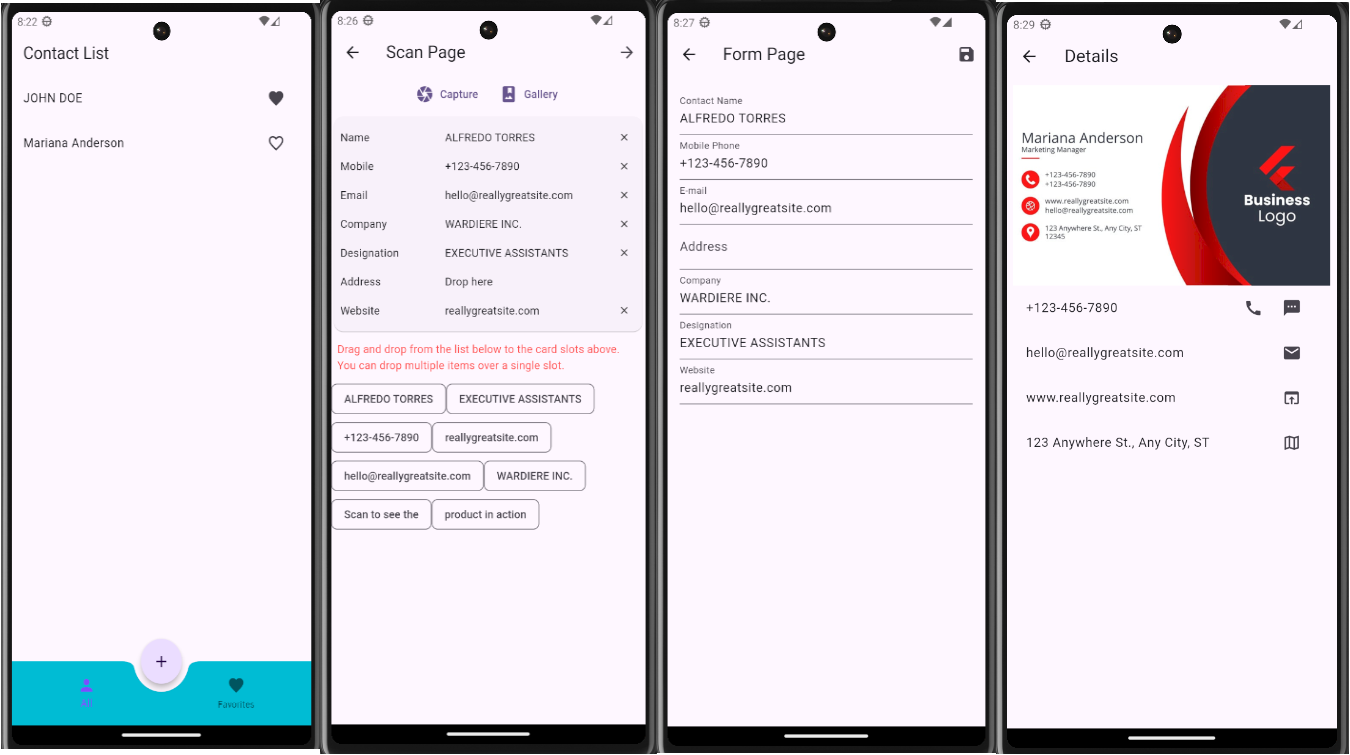 8:22
Contact List
JOHN DOE
Mariana Anderson
All
Favorites
8:26
Scan Page
Capture
Gallery
Name ALFREDO TORRES
Mobile +123-456-7890
Email hello@reallygreatsite.com
Company WARDIERE INC.
Designation EXECUTIVE ASSISTANTS
Address Drop here
Website reallygreatsite.com
Drag and drop from the list below to the card slots above.
You can drop multiple items over a single slot.
ALFREDO TORRES EXECUTIVE ASSISTANTS
+123-456-7890 reallygreatsite.com
hello@reallygreatsite.com WARDIERE INC.
Scan to see the product in action
8:27
Form Page
Contact Name
ALFREDO TORRES
Mobile Phone
+123-456-7890
E-mail
hello@reallygreatsite.com
Address
Company
WARDIERE INC.
Designation
EXECUTIVE ASSISTANTS
Website
reallygreatsite.com
8:29
Details
Mariana Anderson
Marketing Manager
+123-456-7890
+123-456-7890
www.reallygreatsite.com
hello@reallygreatsite.com
123 Anywhere St., Any City, ST
12345
Business
Logo
+123-456-7890
hello@reallygreatsite.com
www.reallygreatsite.com
123 Anywhere St., Any City, ST